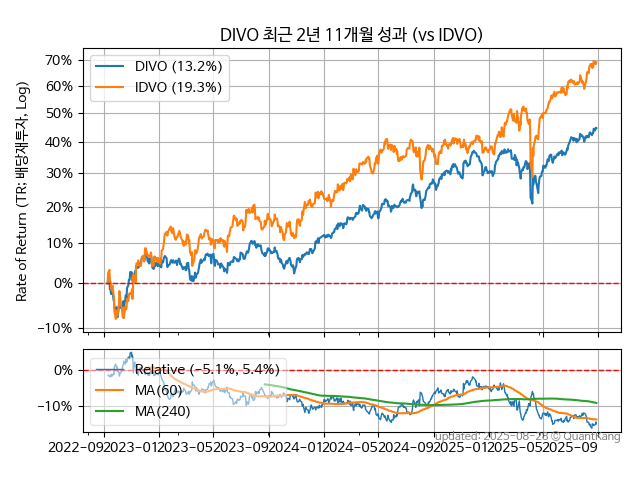 DIVO 최근 2년 11개월 성과 (vs IDVO)
Rate of Return (TR: 배당재투자, Log)
70%
60%
50%
40%
30%
20%
10%
0%
−10%
DIVO (13.2%)
IDVO (19.3%)
0%
−10%
Relative (−5.1%, 5.4%)
MA(60)
MA(240)
2022-09 2023-01 2023-05 2023-09 2024-01 2024-05 2024-09 2025-01 2025-05 2025-09
updated: 2025-08-28 © QuantKang